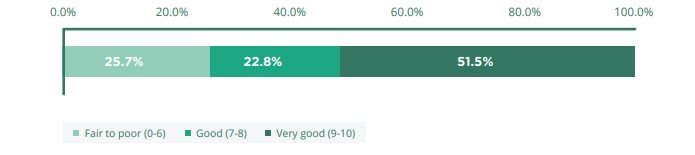 0.0% 20.0% 40.0% 60.0% 80.0% 100.0%
25.7% 22.8% 51.5%
Fair to poor (0-6) Good (7-8) Very good (9-10)